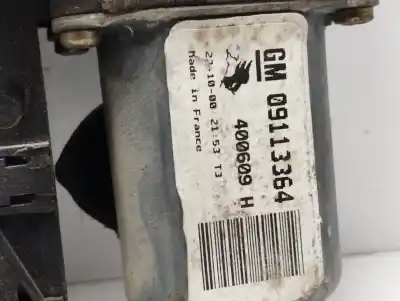 GM 09113364
400609 H
27-10-00 21:53 T3
Made in France